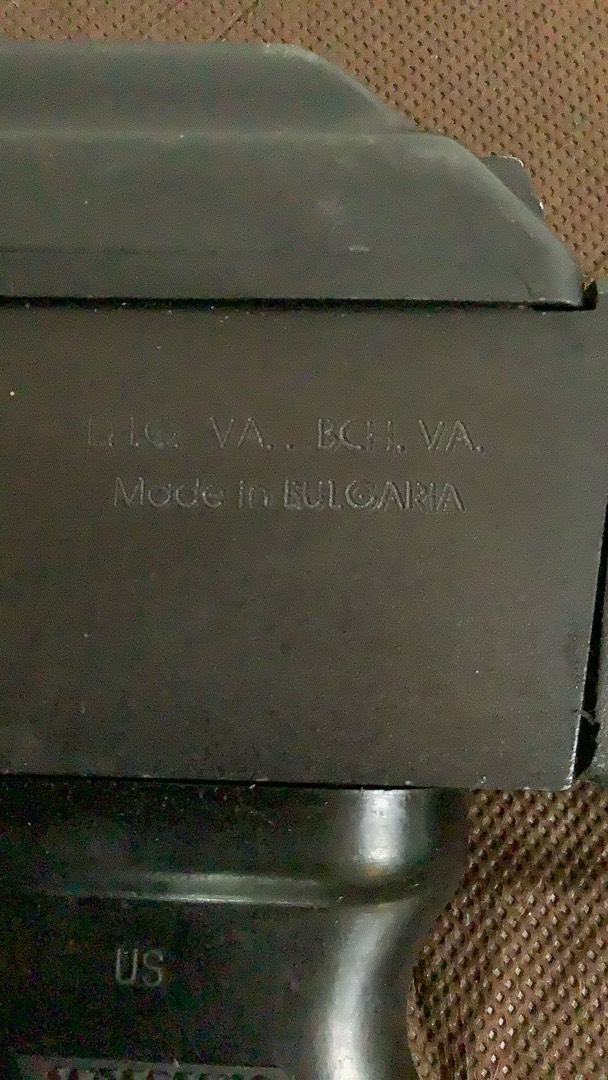 D.I.G. VA.. BCH. VA.
Made in BULGARIA
US